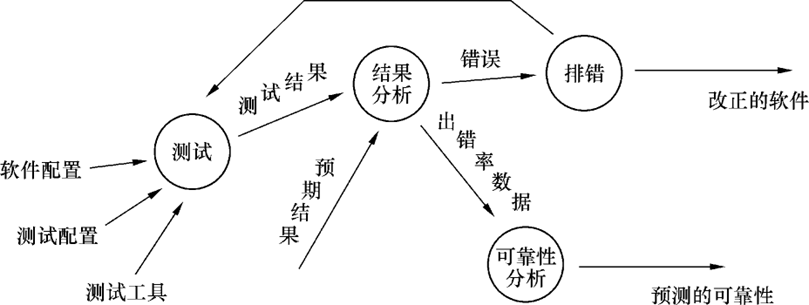 错误
结果
分析
排错
测试结果
改正的软件
出错率数据
测试
软件配置
预期结果
测试配置
可靠性
分析
测试工具
预测的可靠性